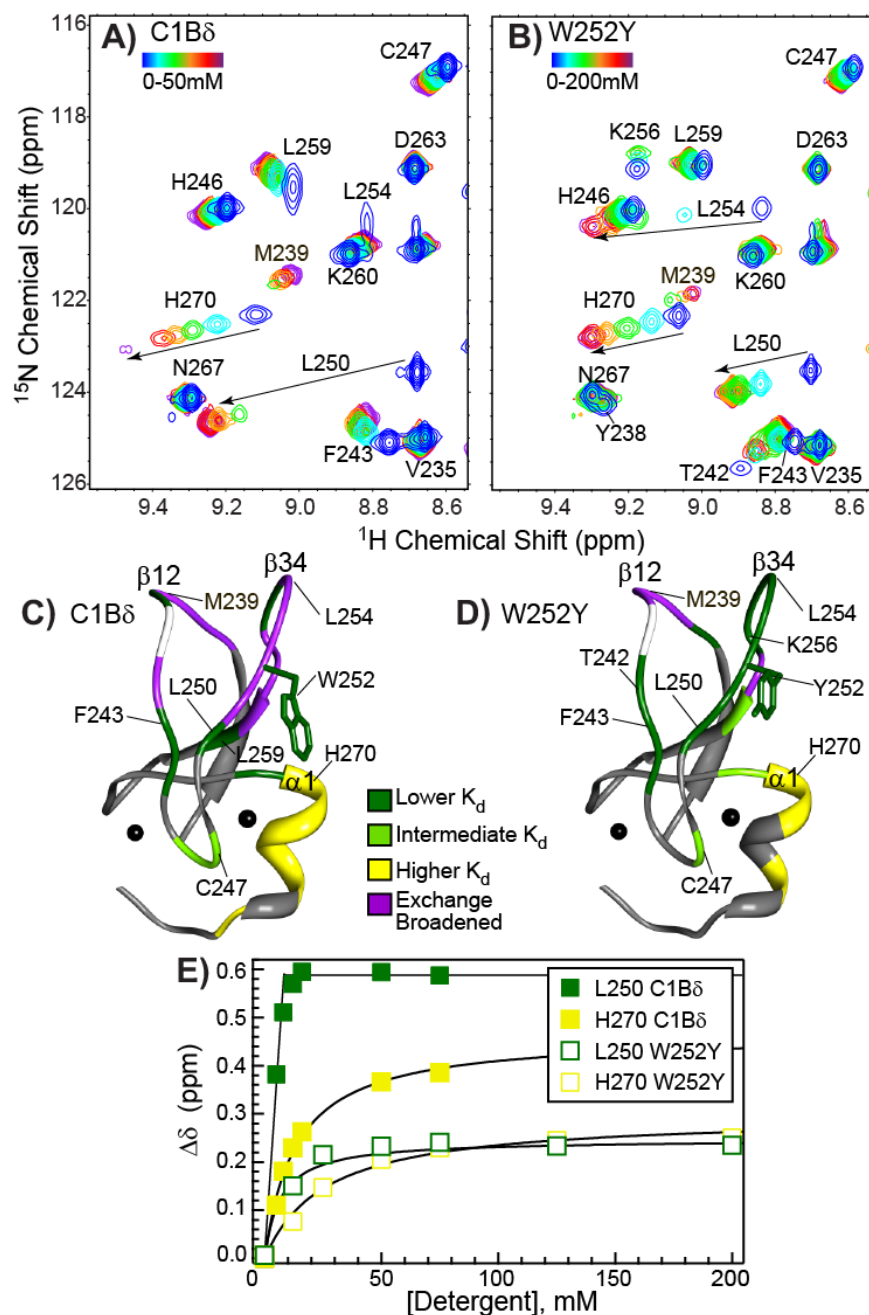 A) C1Bδ
0-50mM
C247
L259
D263
H246
L254
M239
K260
H270
L250
N267
F243
V235
116
118
120
122
124
126
15N Chemical Shift (ppm)
9.4 9.2 9.0 8.8 8.6
B) W252Y
0-200mM
C247
K256
L259
D263
H246
L254
K260
M239
H270
L250
N267
Y238
T242
F243
V235
9.4 9.2 9.0 8.8 8.6
1H Chemical Shift (ppm)
C) C1Bδ
β12
β34
M239
L254
W252
L250
F243
L259
H270
α1
C247
Lower Kd
Intermediate Kd
Higher Kd
Exchange
Broadened
D) W252Y
β12
β34
M239
L254
K256
T242
L250
Y252
F243
H270
α1
C247
E)
0.6
0.5
0.4
0.3
0.2
0.1
0.0
Δδ (ppm)
L250 C1Bδ
H270 C1Bδ
L250 W252Y
H270 W252Y
0 50 100 150 200
[Detergent], mM